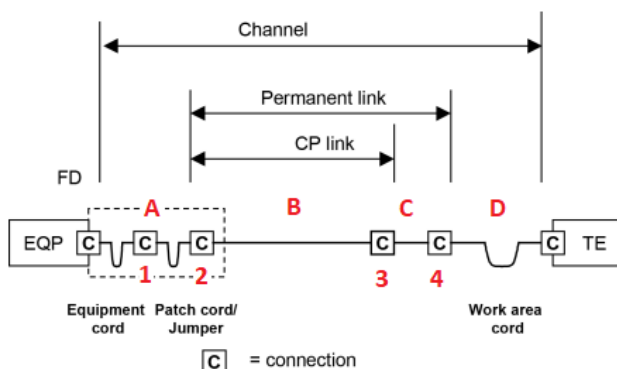 Channel
Permanent link
CP link
FD
A B C D
EQP C C C C C C TE
1 2 3 4
Equipment cord
Patch cord/ Jumper
Work area cord
C = connection